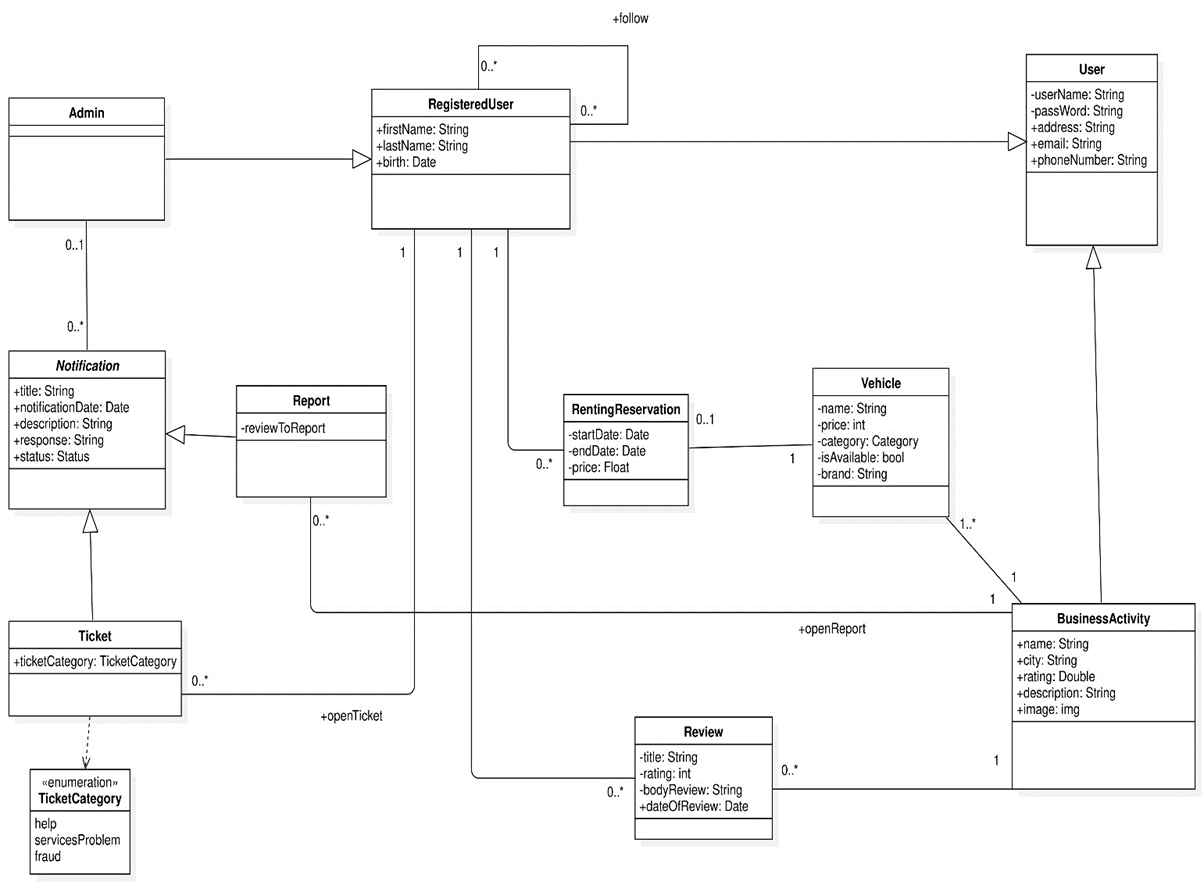 +follow
0..*
0..*
Admin
RegisteredUser
+firstName: String
+lastName: String
+birth: Date
User
-userName: String
-passWord: String
+address: String
+email: String
+phoneNumber: String
0..1
0..*
1
1
1
Notification
+title: String
+notificationDate: Date
+description: String
+response: String
+status: Status
Report
-reviewToReport
0..*
RentingReservation
-startDate: Date
-endDate: Date
-price: Float
0..*
0..1
1
Vehicle
-name: String
-price: int
-category: Category
-isAvailable: bool
-brand: String
1..*
1
1
+openReport
BusinessActivity
+name: String
+city: String
+rating: Double
+description: String
+image: img
Ticket
+ticketCategory: TicketCategory
0..*
+openTicket
Review
-title: String
-rating: int
-bodyReview: String
+dateOfReview: Date
0..*
0..*
1
«enumeration»
TicketCategory
help
servicesProblem
fraud